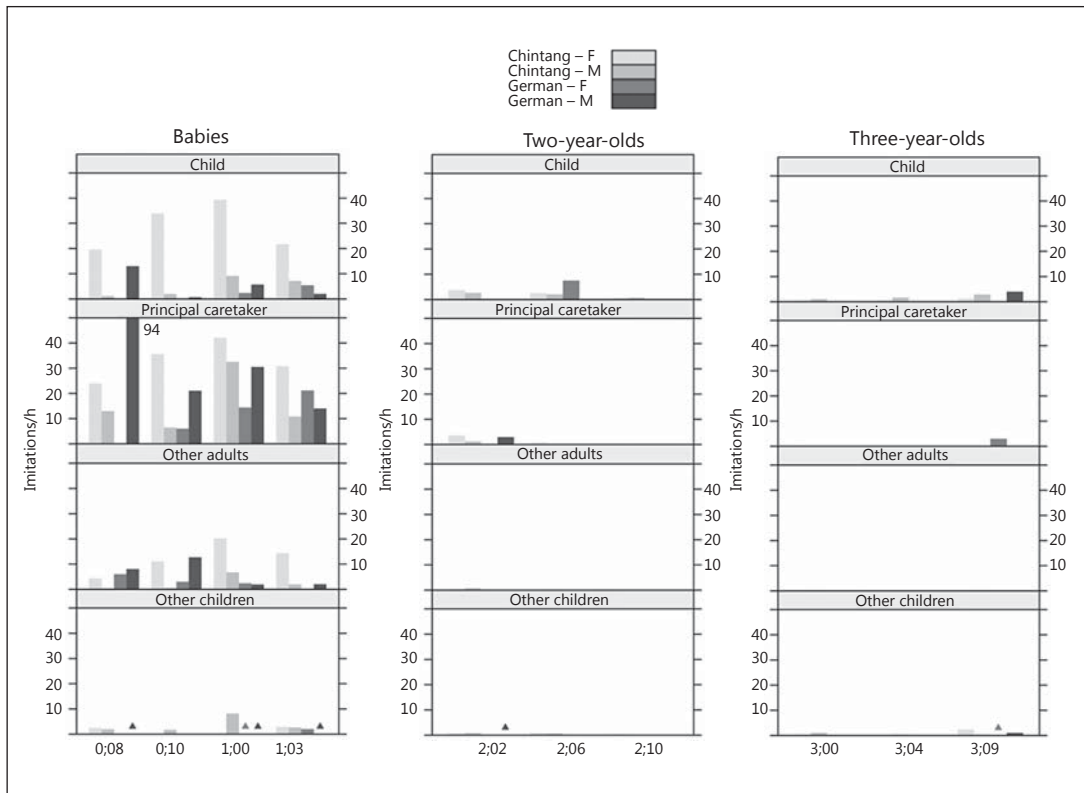 Chintang – F
Chintang – M
German – F
German – M
Babies
Child
40
30
20
10
Principal caretaker
94
40
30
20
10
Other adults
40
30
20
10
Other children
40
30
20
10
Imitations/h
0;08 0;10 1;00 1;03
Two-year-olds
Child
40
30
20
10
Principal caretaker
40
30
20
10
Other adults
40
30
20
10
Other children
40
30
20
10
Imitations/h
2;02 2;06 2;10
Three-year-olds
Child
40
30
20
10
Principal caretaker
40
30
20
10
Other adults
40
30
20
10
Other children
40
30
20
10
Imitations/h
3;00 3;04 3;09